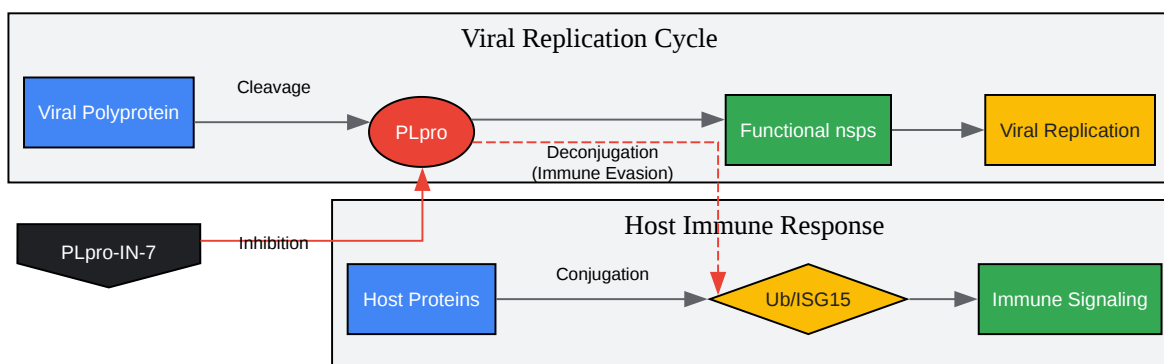 Viral Replication Cycle
Viral Polyprotein
Cleavage
PLpro
Functional nsps
Viral Replication
Deconjugation
(Immune Evasion)
PLpro-IN-7
Inhibition
Host Immune Response
Host Proteins
Conjugation
Ub/ISG15
Immune Signaling